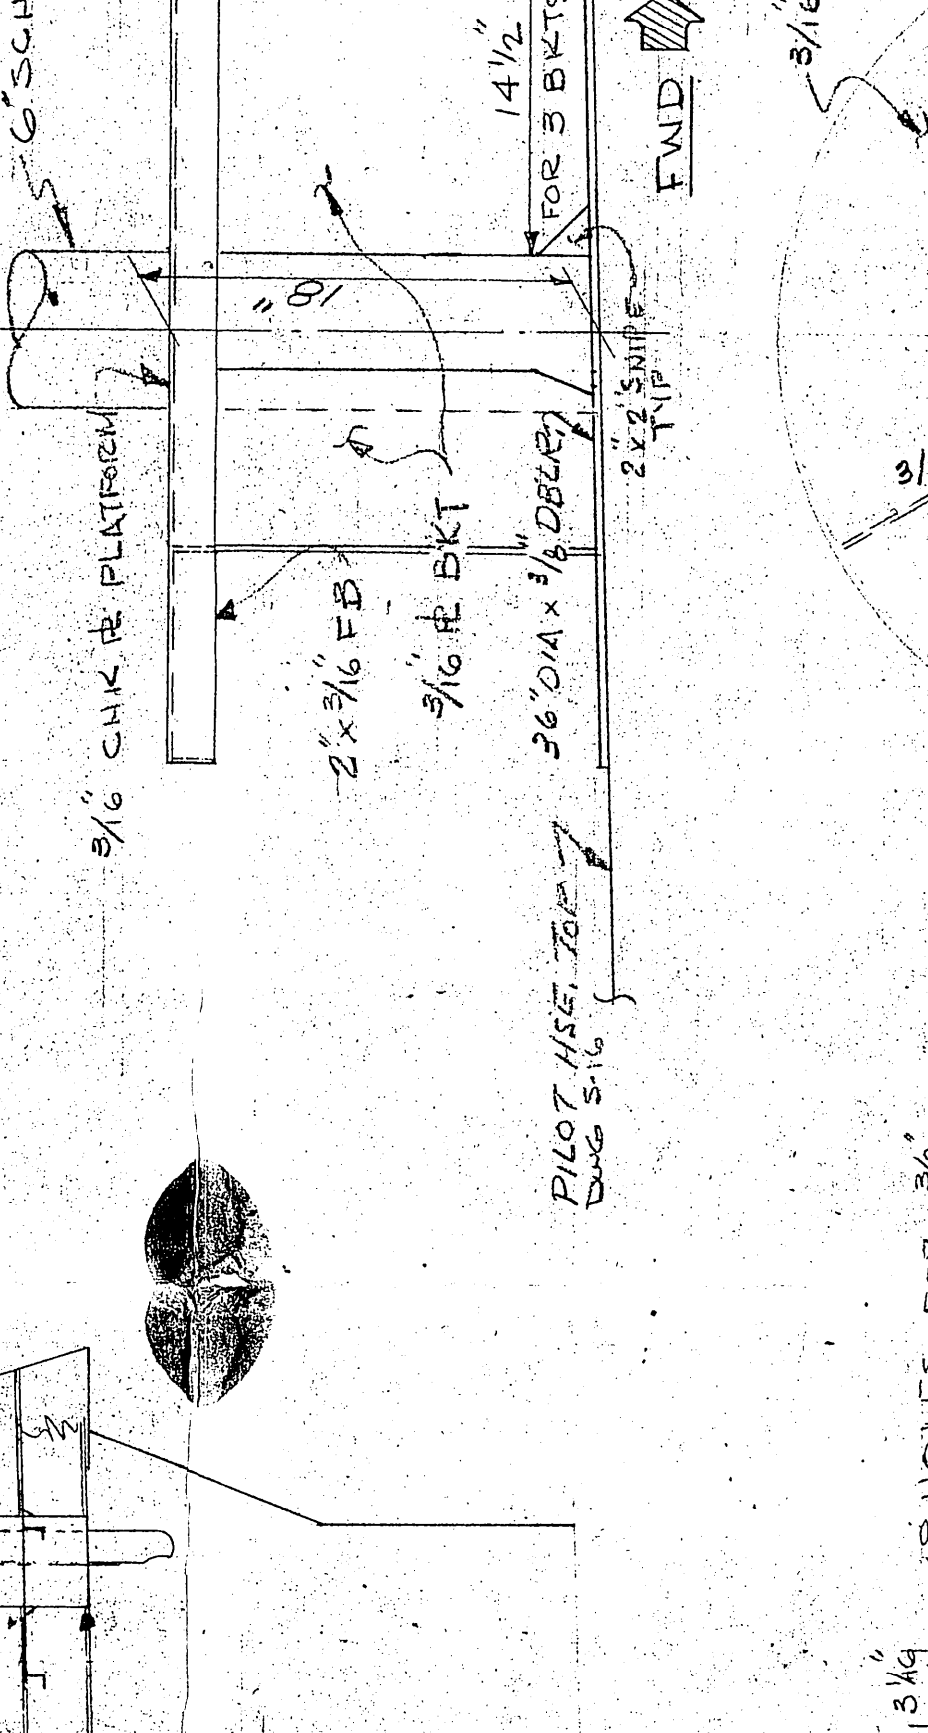 6" SCH
3/16" CHK PL PLATFORM
18"
2" x 3/16" FB
3/16" PL BKT
14 1/2"
FOR 3 BKTS
36" DIA x 3/8" DBLR
2" x 2" SNIPE
TYP
PILOT HSE. TOP
DWG S-16
FWD
3/16"
3/
13/16"